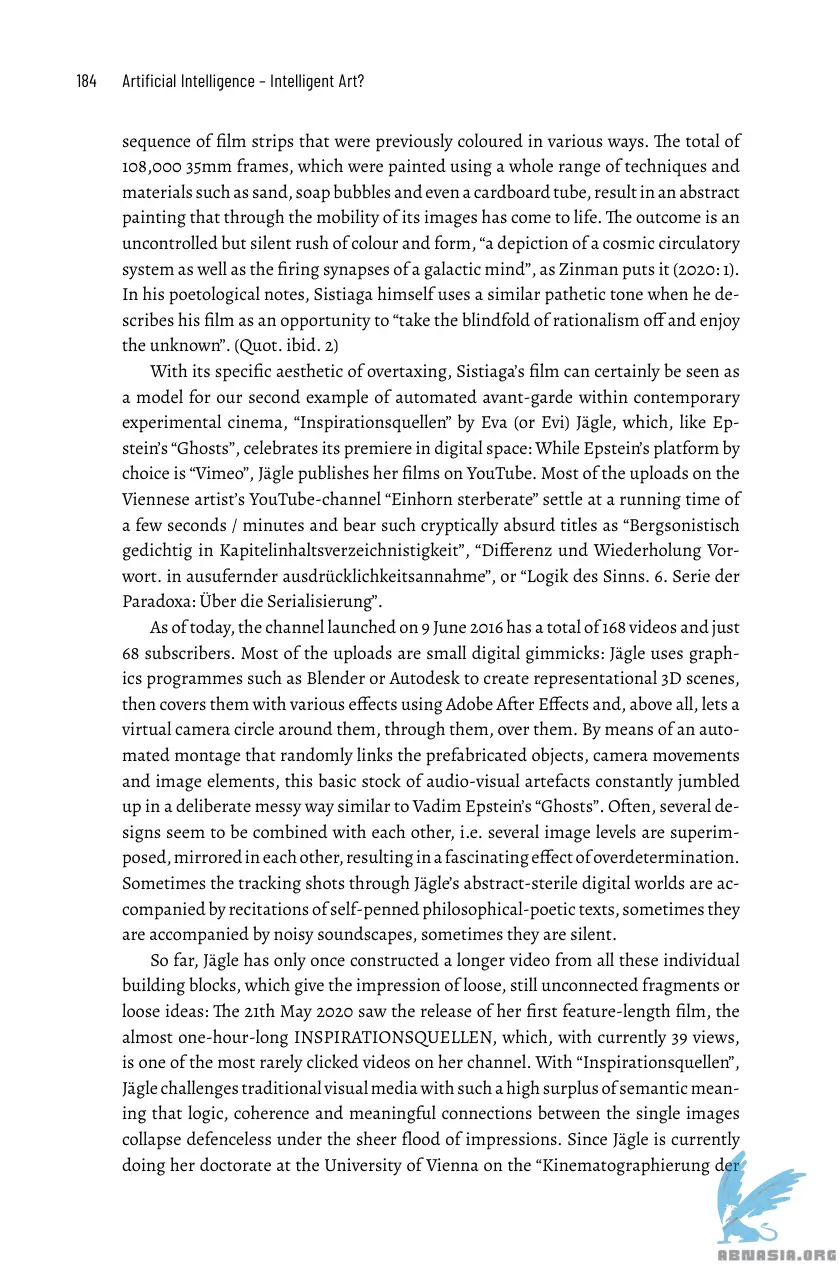 184 Artificial Intelligence – Intelligent Art?
sequence of film strips that were previously coloured in various ways. The total of
108,000 35mm frames, which were painted using a whole range of techniques and
materials such as sand, soap bubbles and even a cardboard tube, result in an abstract
painting that through the mobility of its images has come to life. The outcome is an
uncontrolled but silent rush of colour and form, “a depiction of a cosmic circulatory
system as well as the firing synapses of a galactic mind”, as Zinman puts it (2020: 1).
In his poetological notes, Sistiaga himself uses a similar pathetic tone when he de-
scribes his film as an opportunity to “take the blindfold of rationalism off and enjoy
the unknown”. (Quot. ibid. 2)
With its specific aesthetic of overtaxing, Sistiaga’s film can certainly be seen as
a model for our second example of automated avant-garde within contemporary
experimental cinema, “Inspirationsquellen” by Eva (or Evi) Jägle, which, like Ep-
stein’s “Ghosts”, celebrates its premiere in digital space: While Epstein’s platform by
choice is “Vimeo”, Jägle publishes her films on YouTube. Most of the uploads on the
Viennese artist’s YouTube-channel “Einhorn sterberate” settle at a running time of
a few seconds / minutes and bear such cryptically absurd titles as “Bergsonistisch
gedichtig in Kapitelinhaltsverzeichnistigkeit”, “Differenz und Wiederholung Vor-
wort. in ausufernder ausdrücklichkeitsannahme”, or “Logik des Sinns. 6. Serie der
Paradoxa: Über die Serialisierung”.
As of today, the channel launched on 9 June 2016 has a total of 168 videos and just
68 subscribers. Most of the uploads are small digital gimmicks: Jägle uses graph-
ics programmes such as Blender or Autodesk to create representational 3D scenes,
then covers them with various effects using Adobe After Effects and, above all, lets a
virtual camera circle around them, through them, over them. By means of an auto-
mated montage that randomly links the prefabricated objects, camera movements
and image elements, this basic stock of audio-visual artefacts constantly jumbled
up in a deliberate messy way similar to Vadim Epstein’s “Ghosts”. Often, several de-
signs seem to be combined with each other, i.e. several image levels are superim-
posed, mirrored in each other, resulting in a fascinating effect of overdetermination.
Sometimes the tracking shots through Jägle’s abstract-sterile digital worlds are ac-
companied by recitations of self-penned philosophical-poetic texts, sometimes they
are accompanied by noisy soundscapes, sometimes they are silent.
So far, Jägle has only once constructed a longer video from all these individual
building blocks, which give the impression of loose, still unconnected fragments or
loose ideas: The 21th May 2020 saw the release of her first feature-length film, the
almost one-hour-long INSPIRATIONSQUELLEN, which, with currently 39 views,
is one of the most rarely clicked videos on her channel. With “Inspirationsquellen”,
Jägle challenges traditional visual media with such a high surplus of semantic mean-
ing that logic, coherence and meaningful connections between the single images
collapse defenceless under the sheer flood of impressions. Since Jägle is currently
doing her doctorate at the University of Vienna on the “Kinematographierung der
ABNASIA.ORG